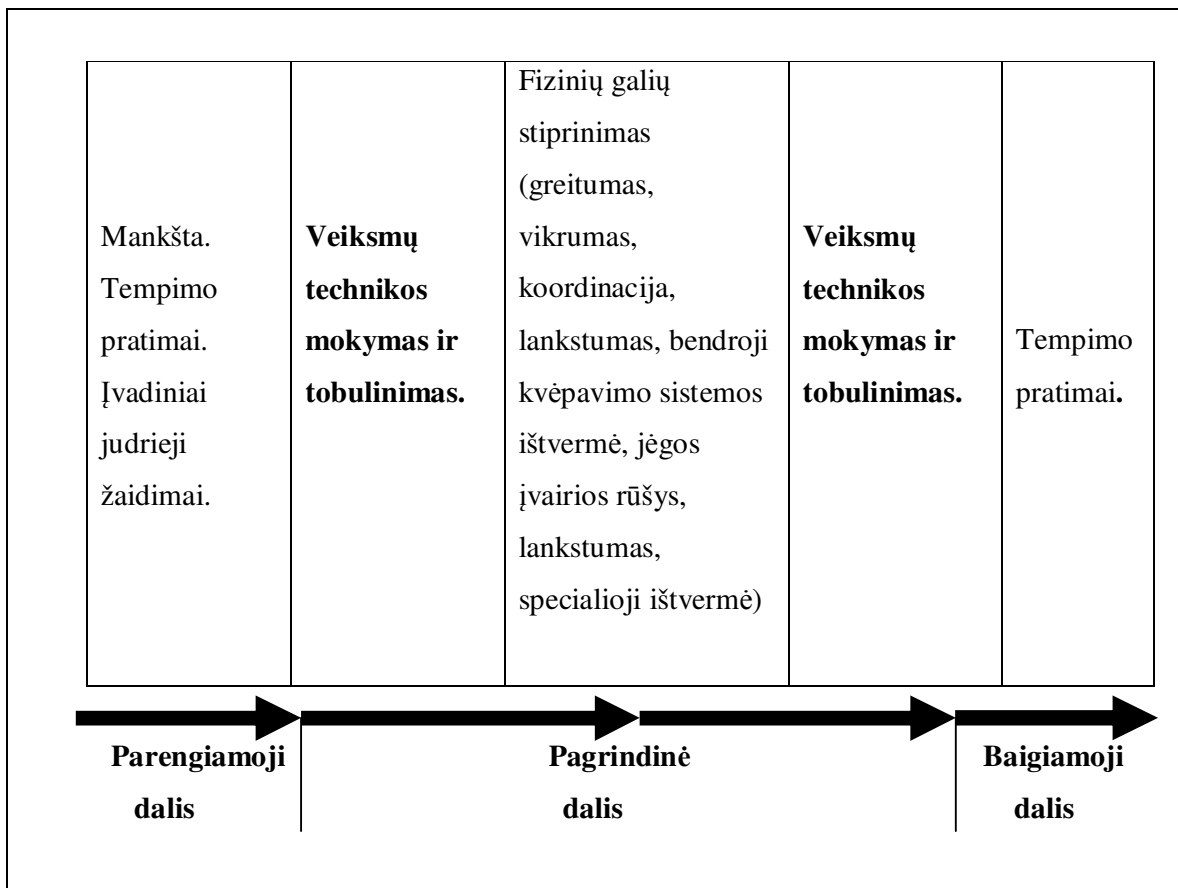 Mankšta.
Tempimo
pratimai.
Įvadiniai
judrieji
žaidimai.
Veiksmų
technikos
mokymas ir
tobulinimas.
Fizinių galių
stiprinimas
(greitumas,
vikrumas,
koordinacija,
lankstumas, bendroji
kvėpavimo sistemos
ištvermė, jėgos
įvairios rūšys,
lankstumas,
specialioji ištvermė)
Veiksmų
technikos
mokymas ir
tobulinimas.
Tempimo
pratimai.
Parengiamoji
dalis
Pagrindinė
dalis
Baigiamoji
dalis